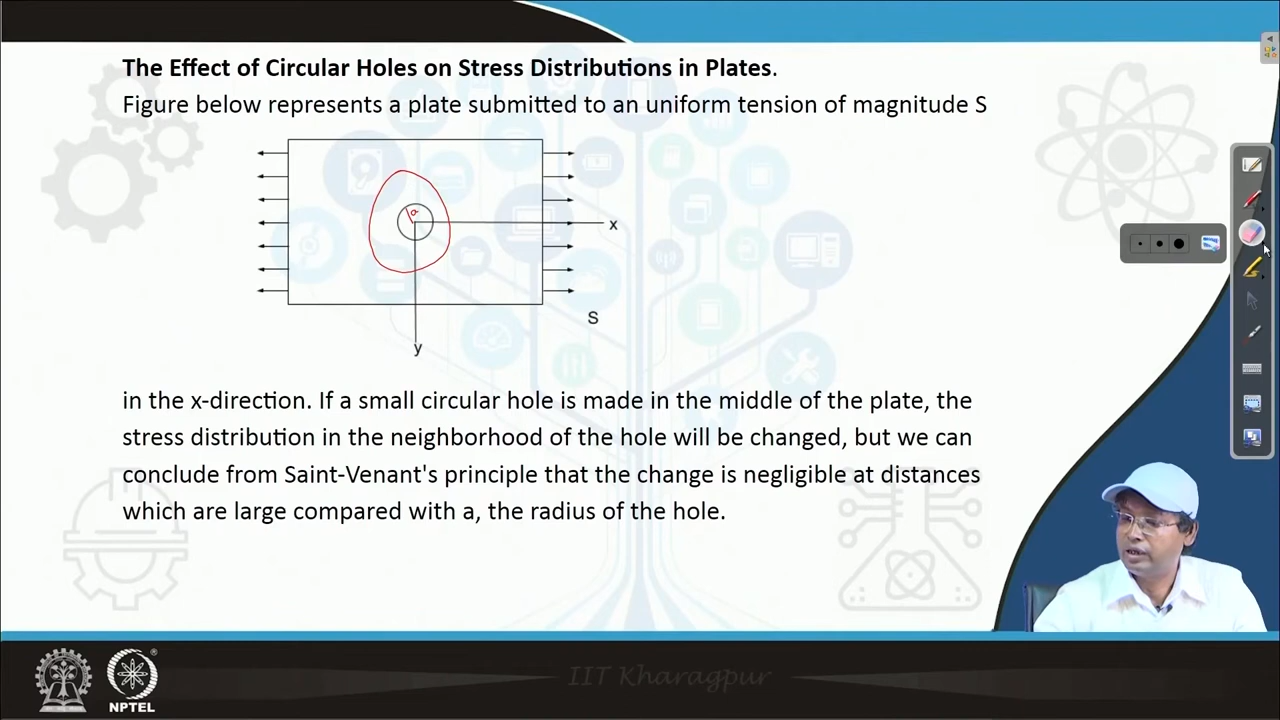 The Effect of Circular Holes on Stress Distributions in Plates.
Figure below represents a plate submitted to an uniform tension of magnitude S
a
x
S
y
in the x-direction. If a small circular hole is made in the middle of the plate, the
stress distribution in the neighborhood of the hole will be changed, but we can
conclude from Saint-Venant's principle that the change is negligible at distances
which are large compared with a, the radius of the hole.
IIT Kharagpur
NPTEL